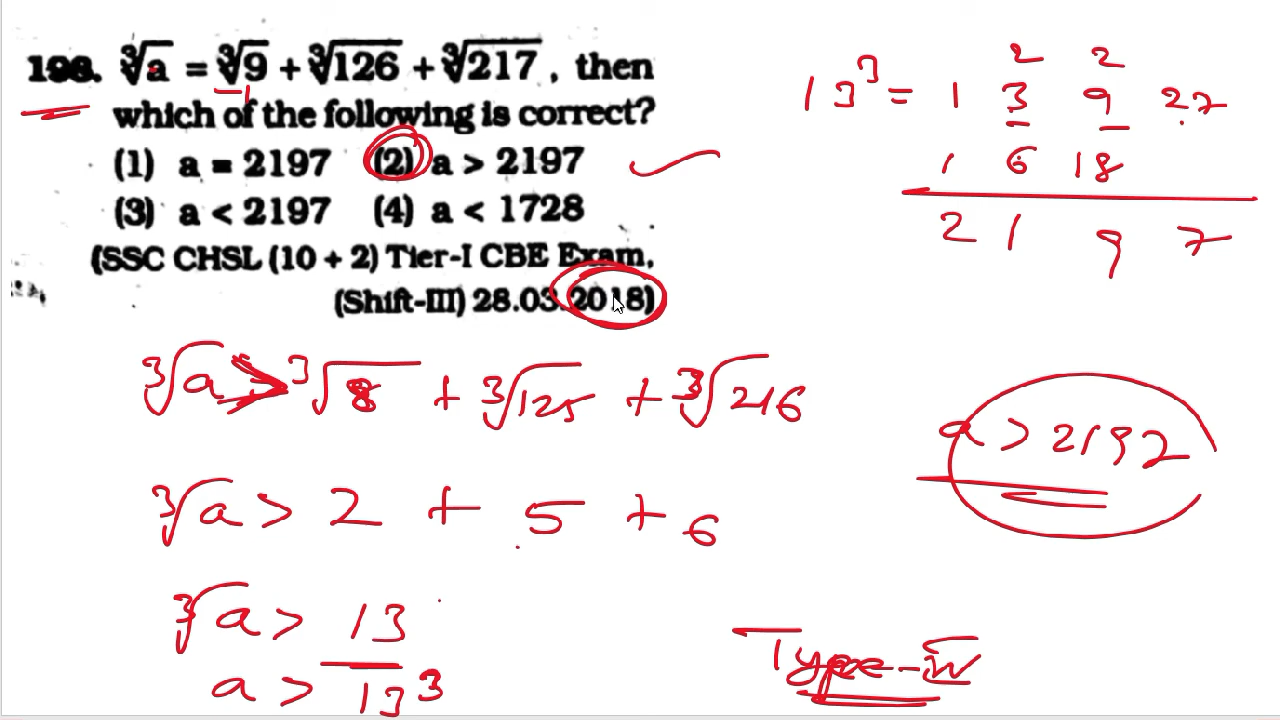 198. ∛a = ∛9 + ∛126 + ∛217 , then
which of the following is correct?
(1) a = 2197 (2) a > 2197
(3) a < 2197 (4) a < 1728
(SSC CHSL (10 + 2) Tier-I CBE Exam.
(Shift-III) 28.03.2018)
∛a > ∛8 + ∛125 + ∛216
∛a > 2 + 5 + 6
∛a > 13
a > 13³
2 2
13³ = 1 3 9 27
1 6 18
2 1 9 7
a > 2197
Type-IV